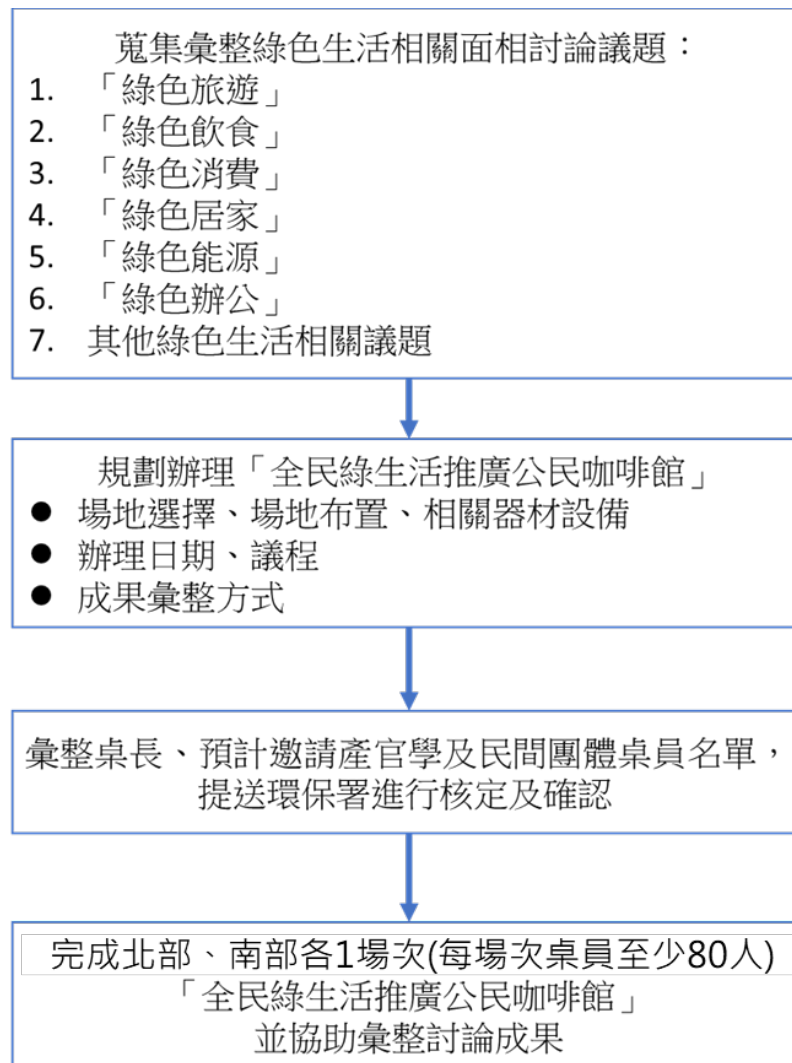 蒐集彙整綠色生活相關面相討論議題：
1. 「綠色旅遊」
2. 「綠色飲食」
3. 「綠色消費」
4. 「綠色居家」
5. 「綠色能源」
6. 「綠色辦公」
7. 其他綠色生活相關議題
規劃辦理「全民綠生活推廣公民咖啡館」
● 場地選擇、場地布置、相關器材設備
● 辦理日期、議程
● 成果彙整方式
彙整桌長、預計邀請產官學及民間團體桌員名單，
提送環保署進行核定及確認
完成北部、南部各1場次(每場次桌員至少80人)
「全民綠生活推廣公民咖啡館」
並協助彙整討論成果